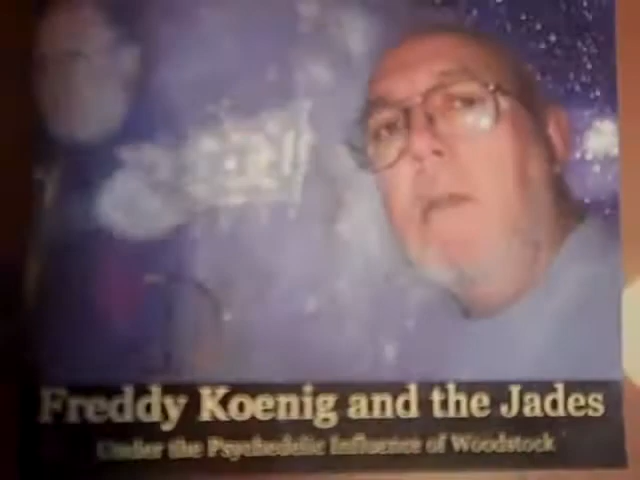 Freddy Koenig and the Jades
Under the Psychedelic Influence of Woodstock